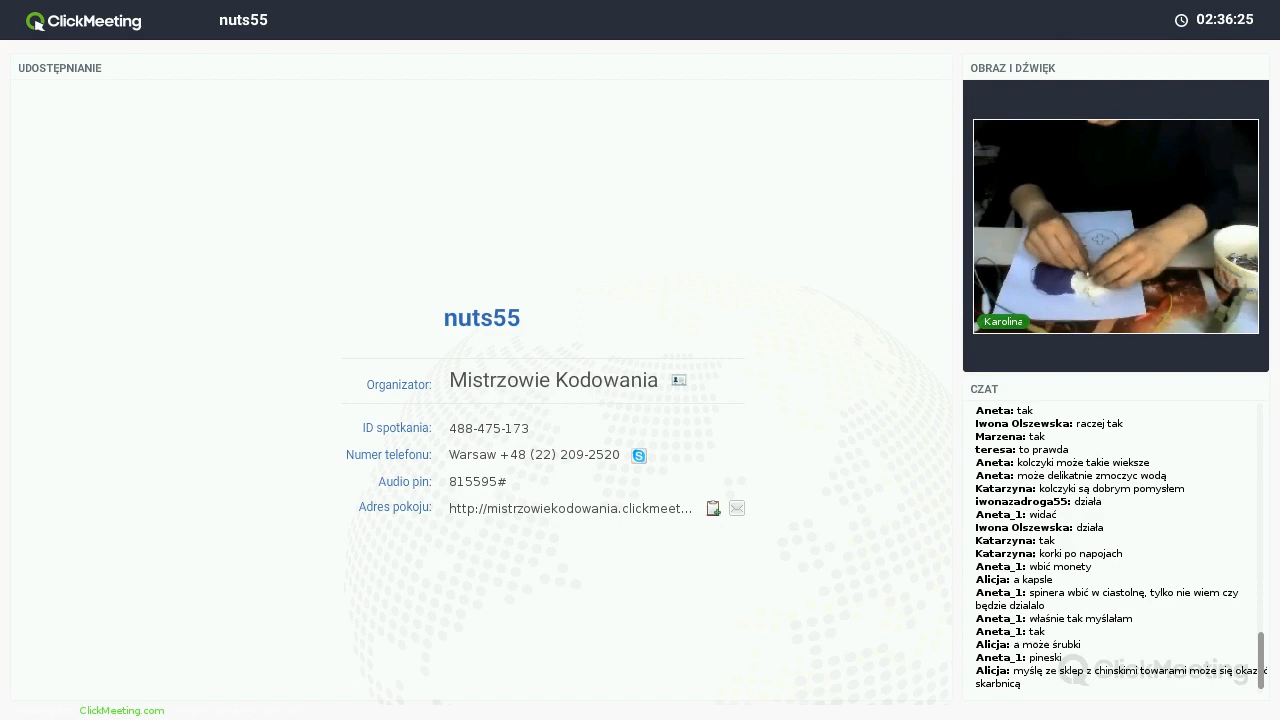 ClickMeeting
nuts55
02:36:25
UDOSTĘPNIANIE
nuts55
Organizator: Mistrzowie Kodowania
ID spotkania: 488-475-173
Numer telefonu: Warsaw +48 (22) 209-2520
Audio pin: 815595#
Adres pokoju: http://mistrzowiekodowania.clickmeet...
OBRAZ I DŹWIĘK
Karolina
CZAT
Aneta: tak
Iwona Olszewska: raczej tak
Marzena: tak
teresa: to prawda
Aneta: kolczyki może takie wieksze
Aneta: może delikatnie zmoczyc wodą
Katarzyna: kolczyki są dobrym pomysłem
iwonazadroga55: działa
Aneta_1: widać
Iwona Olszewska: działa
Katarzyna: tak
Katarzyna: korki po napojach
Aneta_1: wbić monety
Alicja: a kapsle
Aneta_1: spinera wbić w ciastolnę, tylko nie wiem czy
będzie dzialalo
Aneta_1: właśnie tak myślałam
Aneta_1: tak
Alicja: a może śrubki
Aneta_1: pineski
Alicja: myślę ze sklep z chinskimi towarami może się okazć
skarbnicą
ClickMeeting
ClickMeeting.com